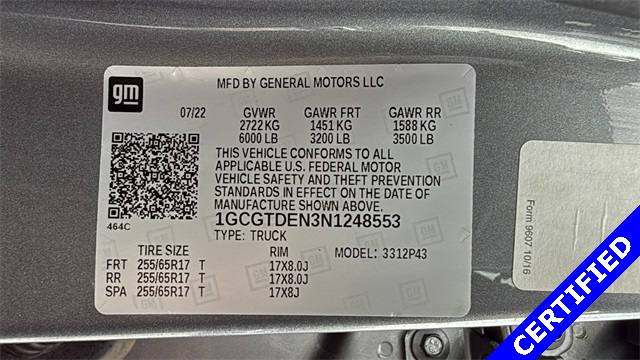 MFD BY GENERAL MOTORS LLC
gm
07/22 GVWR GAWR FRT GAWR RR
2722 KG 1451 KG 1588 KG
6000 LB 3200 LB 3500 LB
THIS VEHICLE CONFORMS TO ALL
APPLICABLE U.S. FEDERAL MOTOR
VEHICLE SAFETY AND THEFT PREVENTION
STANDARDS IN EFFECT ON THE DATE OF
MANUFACTURE SHOWN ABOVE.
464C 1GCGTDEN3N1248553
TYPE: TRUCK MODEL: 3312P43
TIRE SIZE RIM
FRT 255/65R17 T 17X8.0J
RR 255/65R17 T 17X8.0J
SPA 255/65R17 T 17X8J
Form 9607 10/16
CERTIFIED